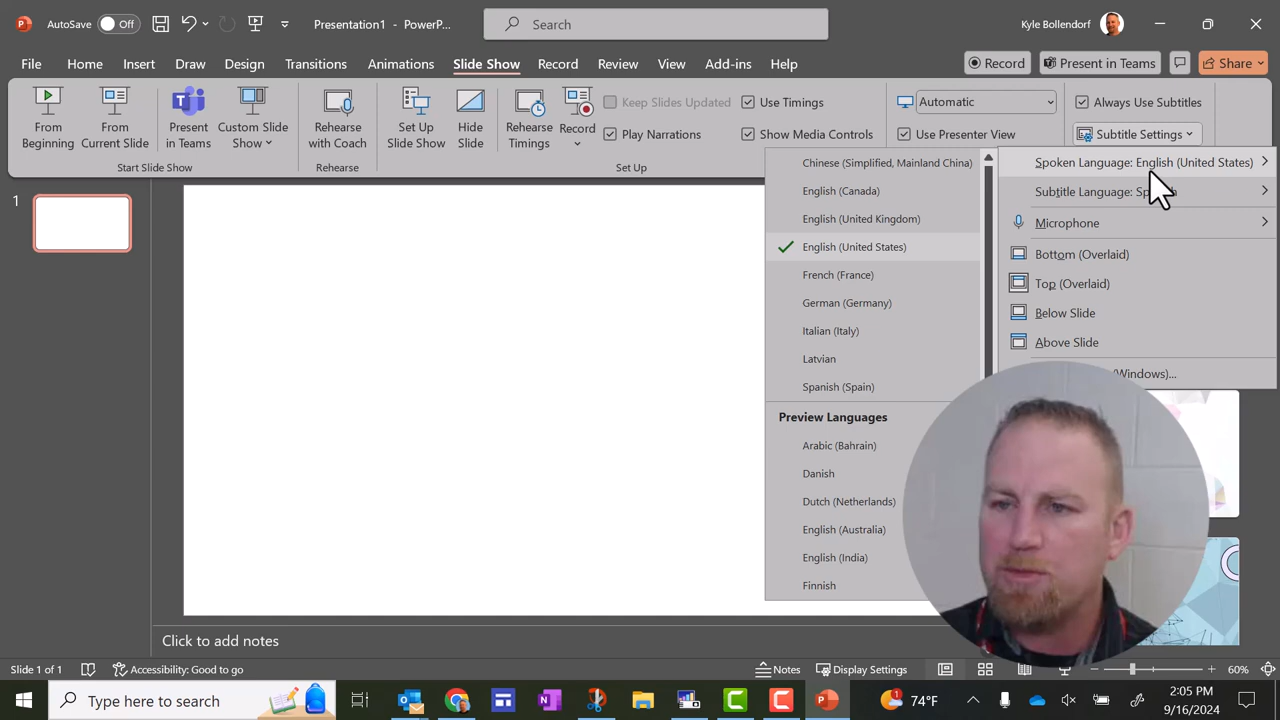 AutoSave Off Presentation1 - PowerP... Search Kyle Bollendorf
File Home Insert Draw Design Transitions Animations Slide Show Record Review View Add-ins Help Record Present in Teams Share
From Beginning
From Current Slide
Present in Teams
Custom Slide Show
Rehearse with Coach
Set Up Slide Show
Hide Slide
Rehearse Timings
Record
Keep Slides Updated
Play Narrations
Use Timings
Show Media Controls
Automatic
Use Presenter View
Always Use Subtitles
Subtitle Settings
Start Slide Show Rehearse Set Up
Spoken Language: English (United States)
Subtitle Language:
Microphone
Bottom (Overlaid)
Top (Overlaid)
Below Slide
Above Slide
(Windows)...
Chinese (Simplified, Mainland China)
English (Canada)
English (United Kingdom)
English (United States)
French (France)
German (Germany)
Italian (Italy)
Latvian
Spanish (Spain)
Preview Languages
Arabic (Bahrain)
Danish
Dutch (Netherlands)
English (Australia)
English (India)
Finnish
1
Click to add notes
Slide 1 of 1 Accessibility: Good to go Notes Display Settings 60%
Type here to search 1 74°F 2:05 PM
9/16/2024